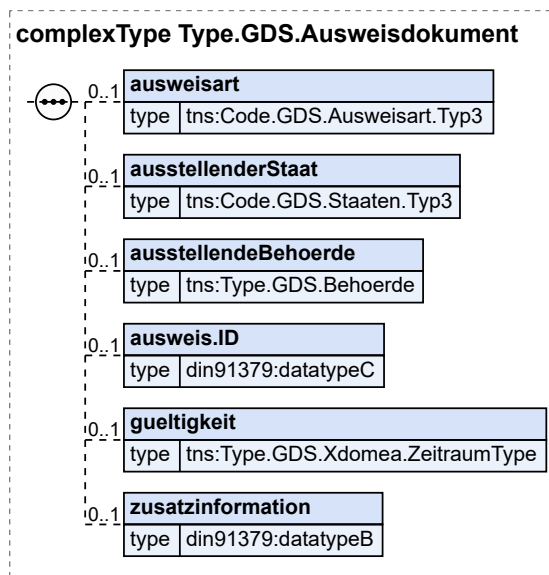 complexType Type.GDS.Ausweisdokument
0..1 ausweisart
type tns:Code.GDS.Ausweisart.Typ3
0..1 ausstellenderStaat
type tns:Code.GDS.Staaten.Typ3
0..1 ausstellendeBehoerde
type tns:Type.GDS.Behoerde
0..1 ausweis.ID
type din91379:datatypeC
0..1 gueltigkeit
type tns:Type.GDS.Xdomea.ZeitraumType
0..1 zusatzinformation
type din91379:datatypeB